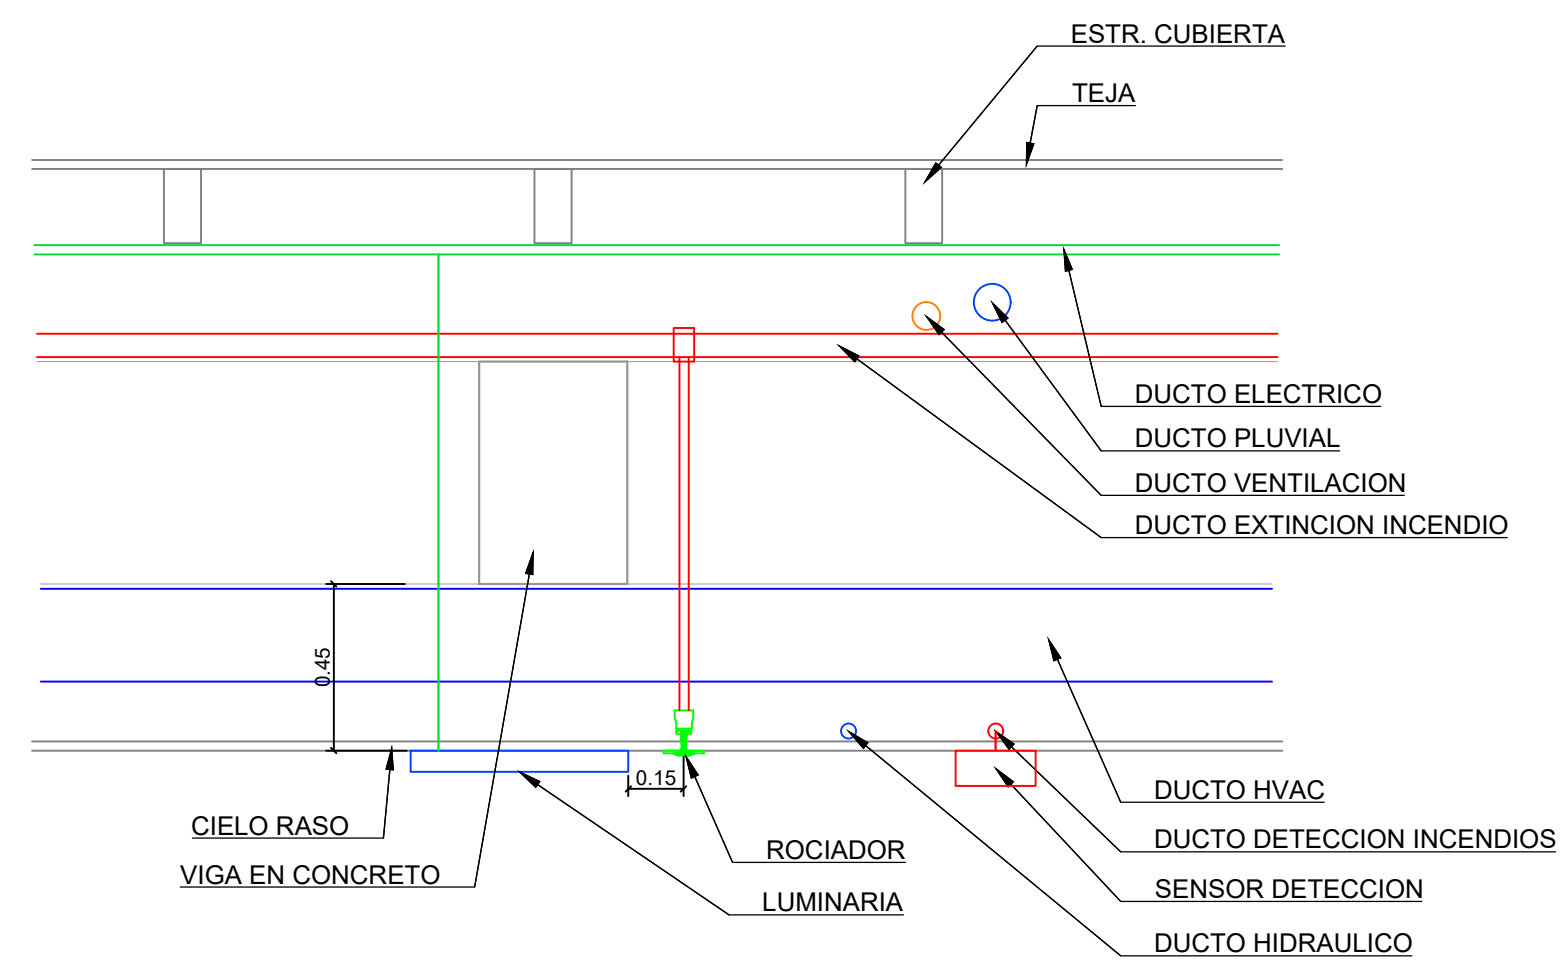 ESTR. CUBIERTA
TEJA
DUCTO ELECTRICO
DUCTO PLUVIAL
DUCTO VENTILACION
DUCTO EXTINCION INCENDIO
0.45
0.15
DUCTO HVAC
CIELO RASO
DUCTO DETECCION INCENDIOS
ROCIADOR
VIGA EN CONCRETO
SENSOR DETECCION
LUMINARIA
DUCTO HIDRAULICO